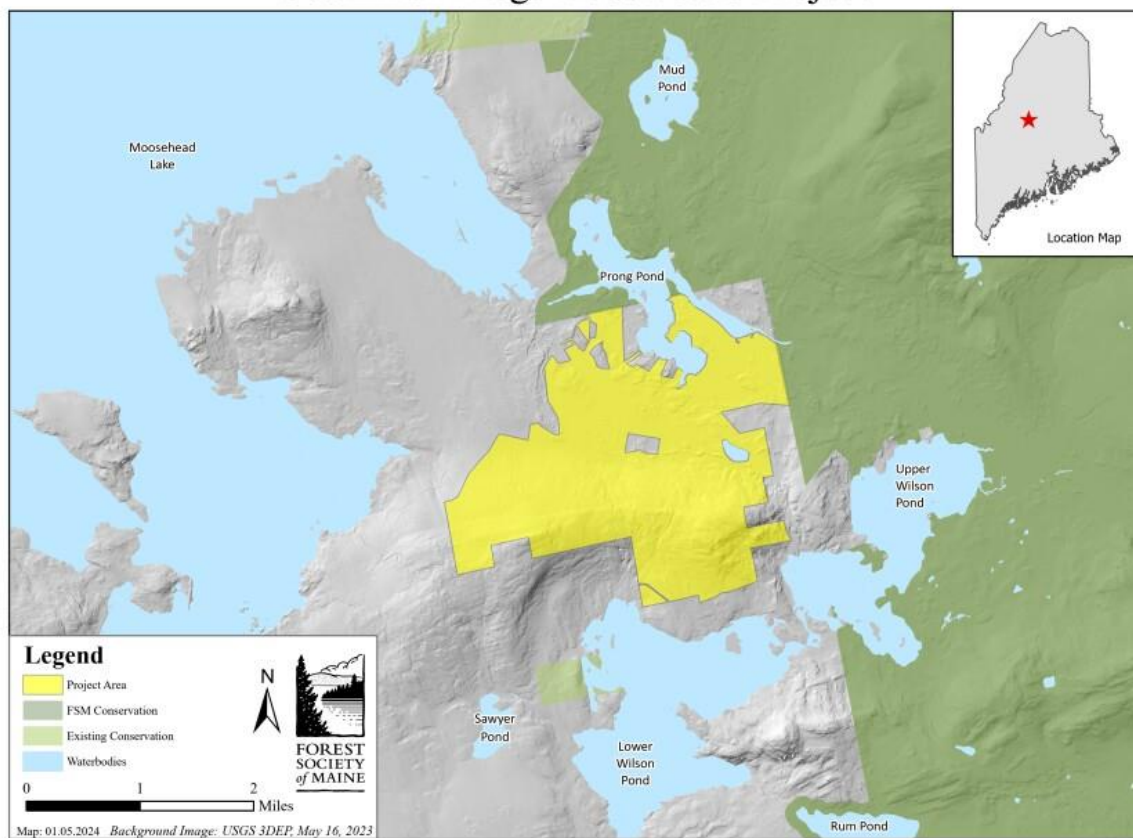 Mud
Pond
Moosehead
Lake
Location Map
Prong Pond
Upper
Wilson
Pond
Legend
Project Area
FSM Conservation
Existing Conservation
Waterbodies
N
FOREST
SOCIETY
of MAINE
0 1 2
Miles
Map: 01.05.2024 Background Image: USGS 3DEP, May 16, 2023
Sawyer
Pond
Lower
Wilson
Pond
Rum Pond